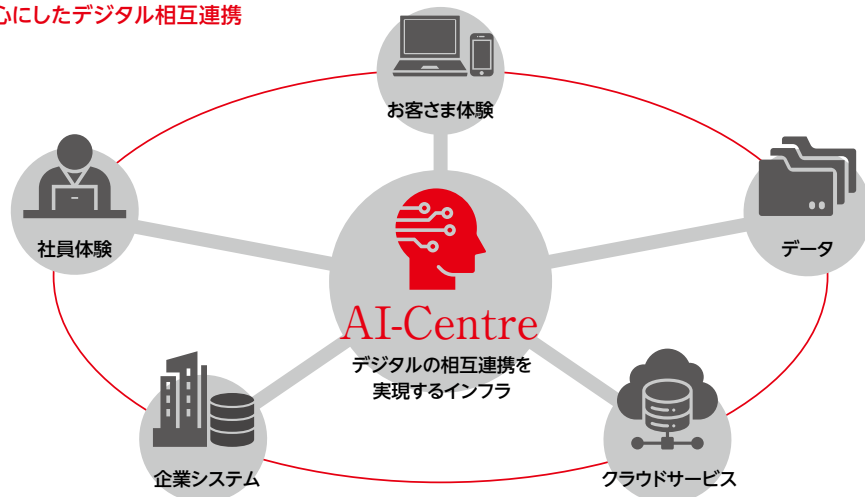 心にしたデジタル相互連携
お客さま体験
社員体験
データ
AI-Centre
デジタルの相互連携を
実現するインフラ
企業システム
クラウドサービス